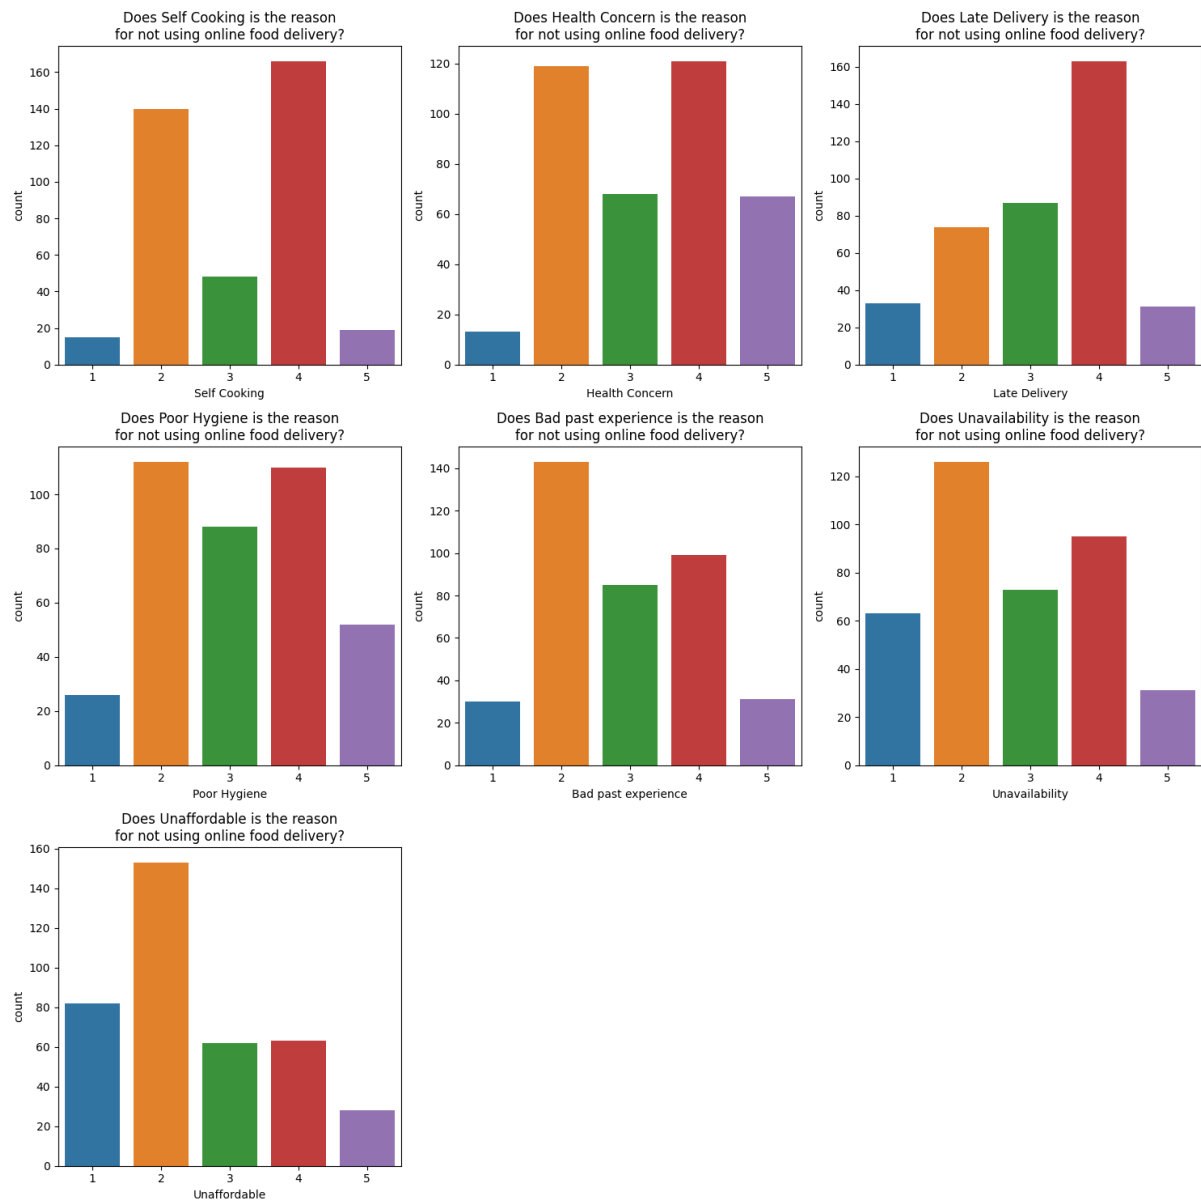 Does Self Cooking is the reason
for not using online food delivery?
160
140
120
100
80
60
40
20
0
count
1 2 3 4 5
Self Cooking
Does Health Concern is the reason
for not using online food delivery?
120
100
80
60
40
20
0
count
1 2 3 4 5
Health Concern
Does Late Delivery is the reason
for not using online food delivery?
160
140
120
100
80
60
40
20
0
count
1 2 3 4 5
Late Delivery
Does Poor Hygiene is the reason
for not using online food delivery?
100
80
60
40
20
0
count
1 2 3 4 5
Poor Hygiene
Does Bad past experience is the reason
for not using online food delivery?
140
120
100
80
60
40
20
0
count
1 2 3 4 5
Bad past experience
Does Unavailability is the reason
for not using online food delivery?
120
100
80
60
40
20
0
count
1 2 3 4 5
Unavailability
Does Unaffordable is the reason
for not using online food delivery?
160
140
120
100
80
60
40
20
0
count
1 2 3 4 5
Unaffordable